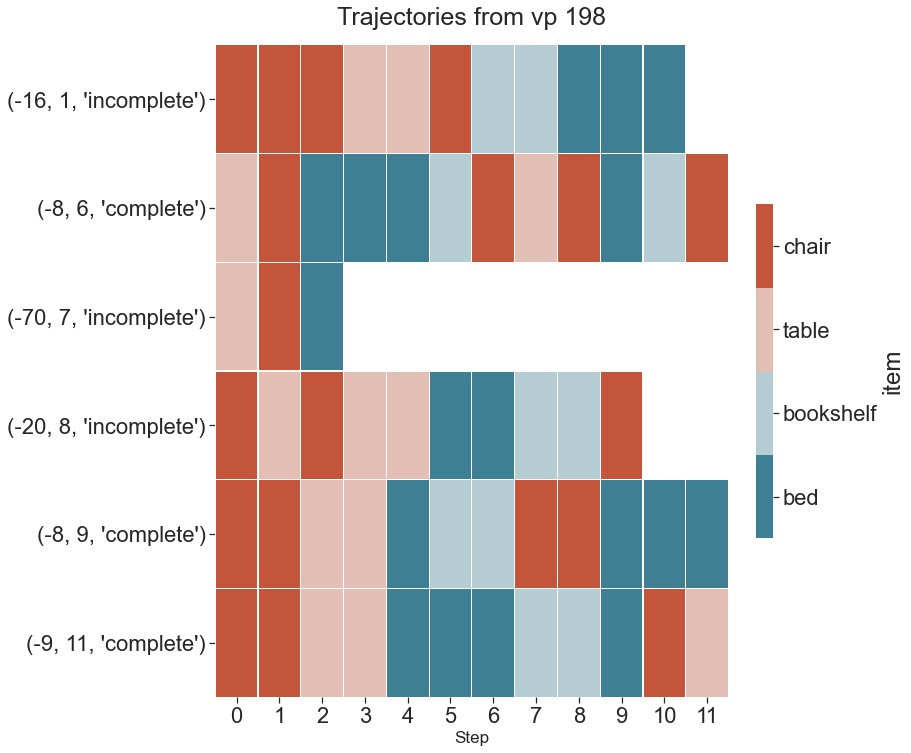 Trajectories from vp 198
(-16, 1, 'incomplete')
(-8, 6, 'complete')
(-70, 7, 'incomplete')
(-20, 8, 'incomplete')
(-8, 9, 'complete')
(-9, 11, 'complete')
0 1 2 3 4 5 6 7 8 9 10 11
Step
chair
table
bookshelf
bed
item